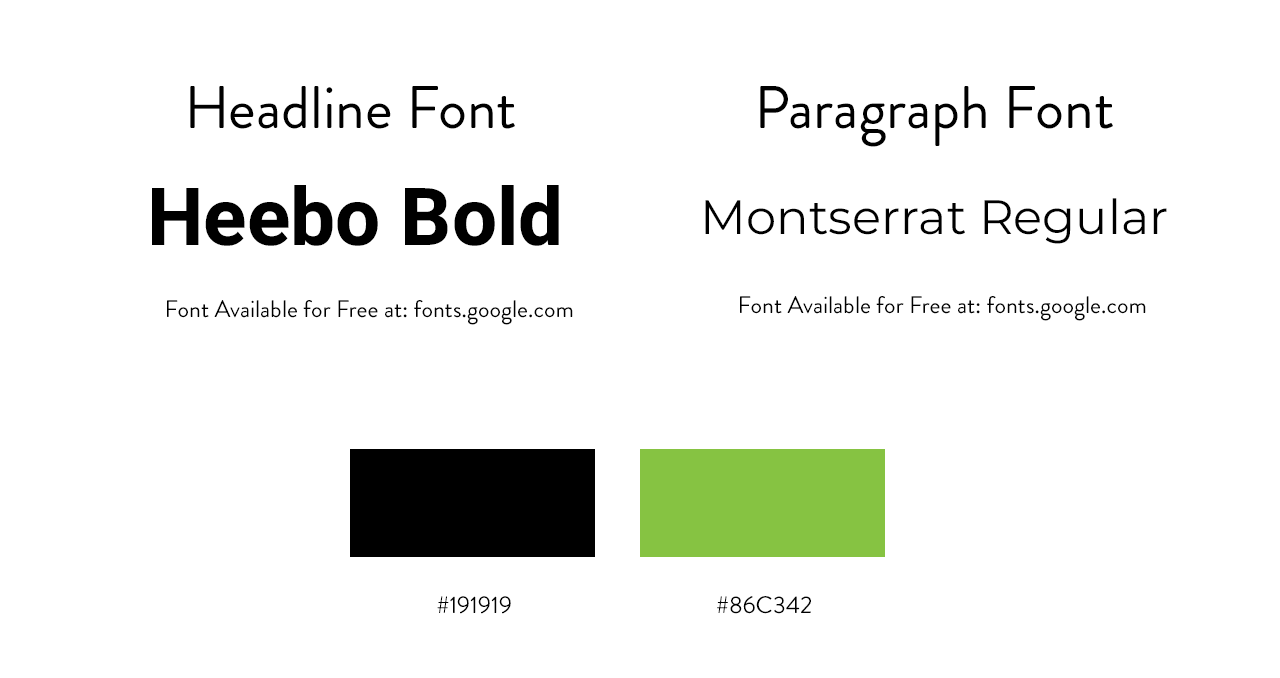 Headline Font
Heebo Bold
Font Available for Free at: fonts.google.com
Paragraph Font
Montserrat Regular
Font Available for Free at: fonts.google.com
#191919
#86C342